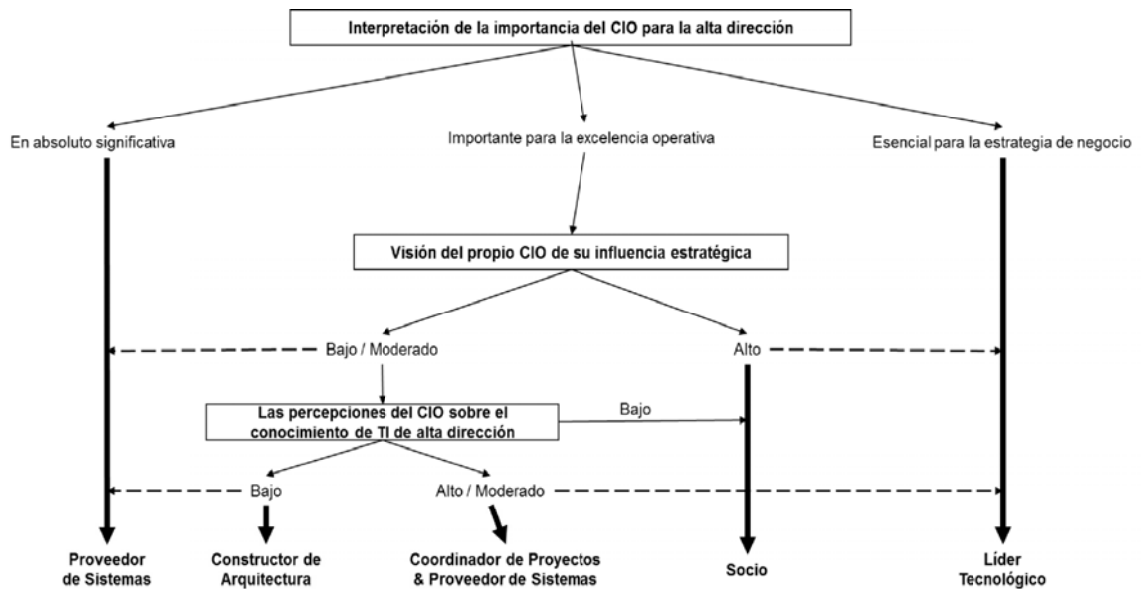 Interpretación de la importancia del CIO para la alta dirección
En absoluto significativa
Importante para la excelencia operativa
Esencial para la estrategia de negocio
Visión del propio CIO de su influencia estratégica
Bajo / Moderado
Alto
Las percepciones del CIO sobre el
conocimiento de TI de alta dirección
Bajo
Bajo
Alto / Moderado
Proveedor
de Sistemas
Constructor de
Arquitectura
Coordinador de Proyectos
& Proveedor de Sistemas
Socio
Líder
Tecnológico